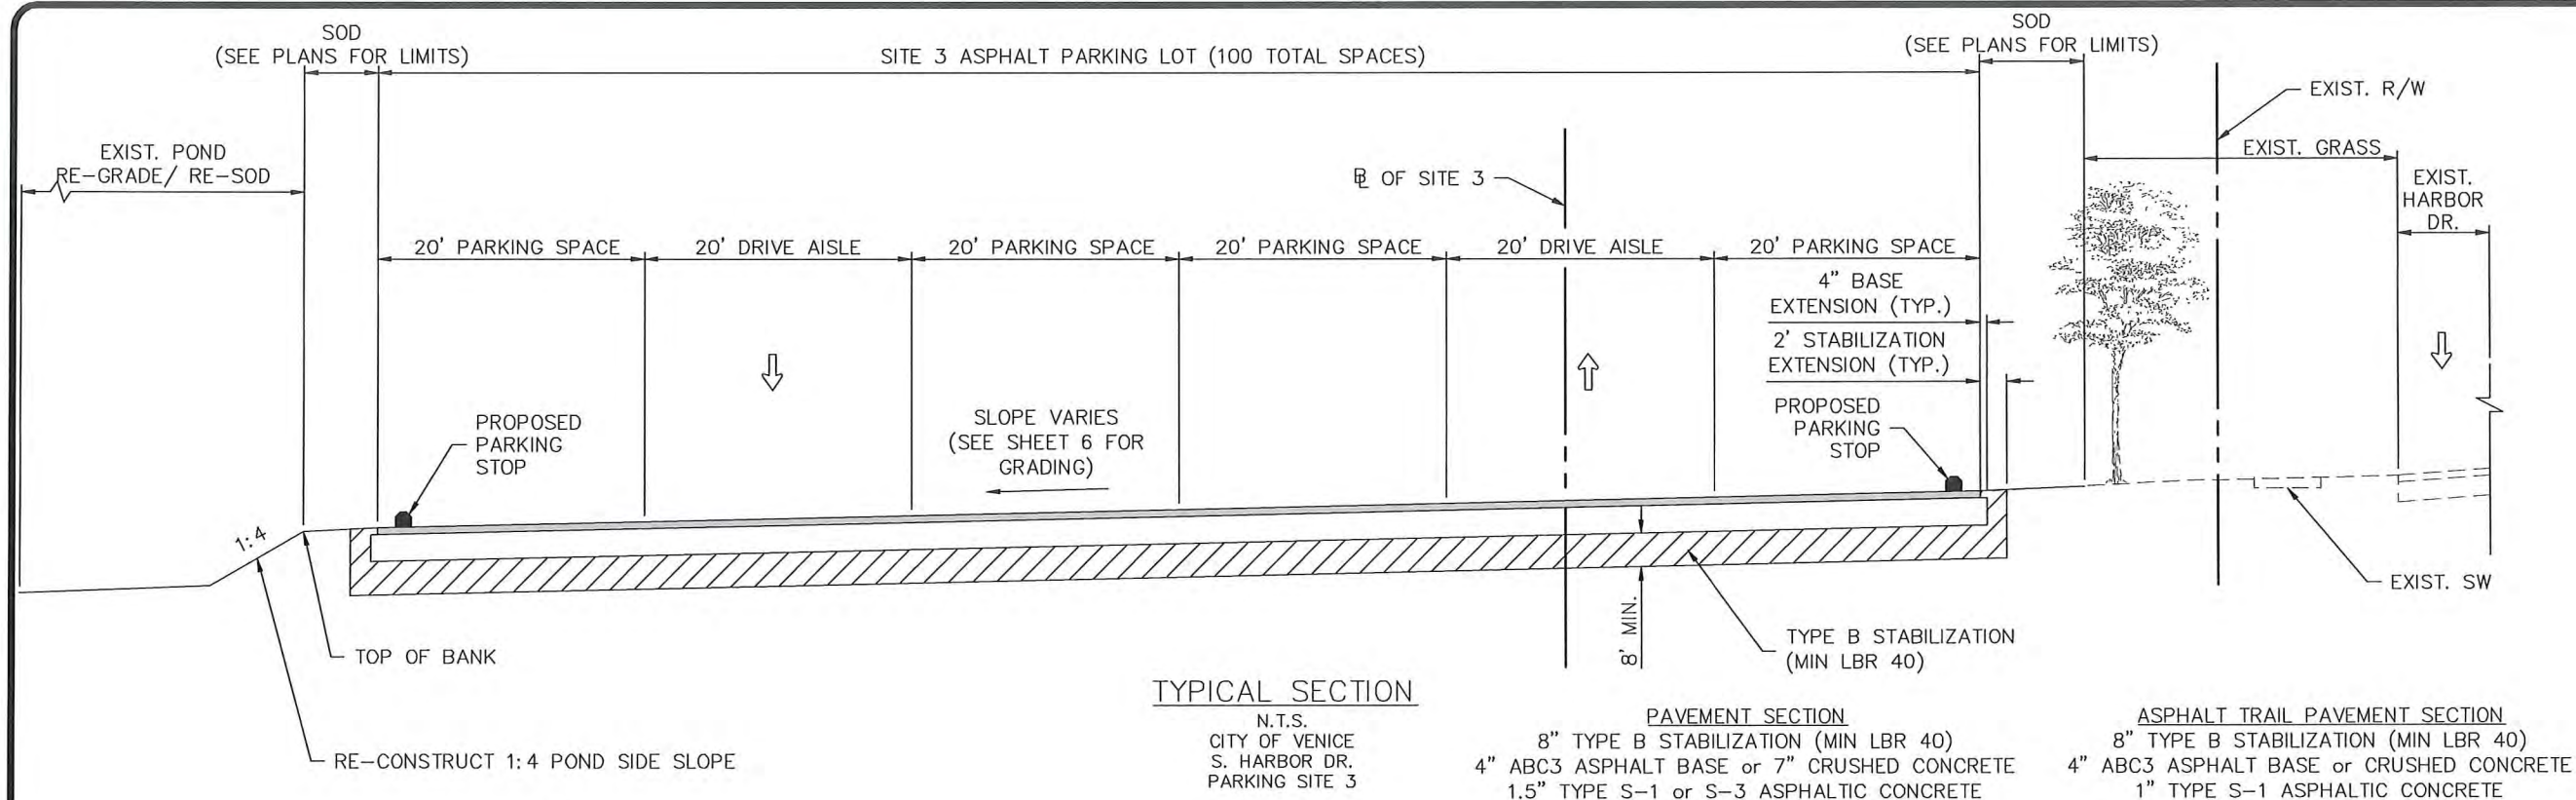 SOD
(SEE PLANS FOR LIMITS)
SITE 3 ASPHALT PARKING LOT (100 TOTAL SPACES)
SOD
(SEE PLANS FOR LIMITS)
EXIST. R/W
EXIST. POND
RE-GRADE/ RE-SOD
EXIST. GRASS
EXIST.
HARBOR
DR.
BL OF SITE 3
20' PARKING SPACE
20' DRIVE AISLE
20' PARKING SPACE
20' PARKING SPACE
20' DRIVE AISLE
20' PARKING SPACE
4" BASE
EXTENSION (TYP.)
2' STABILIZATION
EXTENSION (TYP.)
PROPOSED
PARKING
STOP
SLOPE VARIES
(SEE SHEET 6 FOR
GRADING)
PROPOSED
PARKING
STOP
1:4
EXIST. SW
8' MIN.
TYPE B STABILIZATION
(MIN LBR 40)
TOP OF BANK
RE-CONSTRUCT 1:4 POND SIDE SLOPE
TYPICAL SECTION
N.T.S.
CITY OF VENICE
S. HARBOR DR.
PARKING SITE 3
PAVEMENT SECTION
8" TYPE B STABILIZATION (MIN LBR 40)
4" ABC3 ASPHALT BASE or 7" CRUSHED CONCRETE
1.5" TYPE S-1 or S-3 ASPHALTIC CONCRETE
ASPHALT TRAIL PAVEMENT SECTION
8" TYPE B STABILIZATION (MIN LBR 40)
4" ABC3 ASPHALT BASE or CRUSHED CONCRETE
1" TYPE S-1 ASPHALTIC CONCRETE